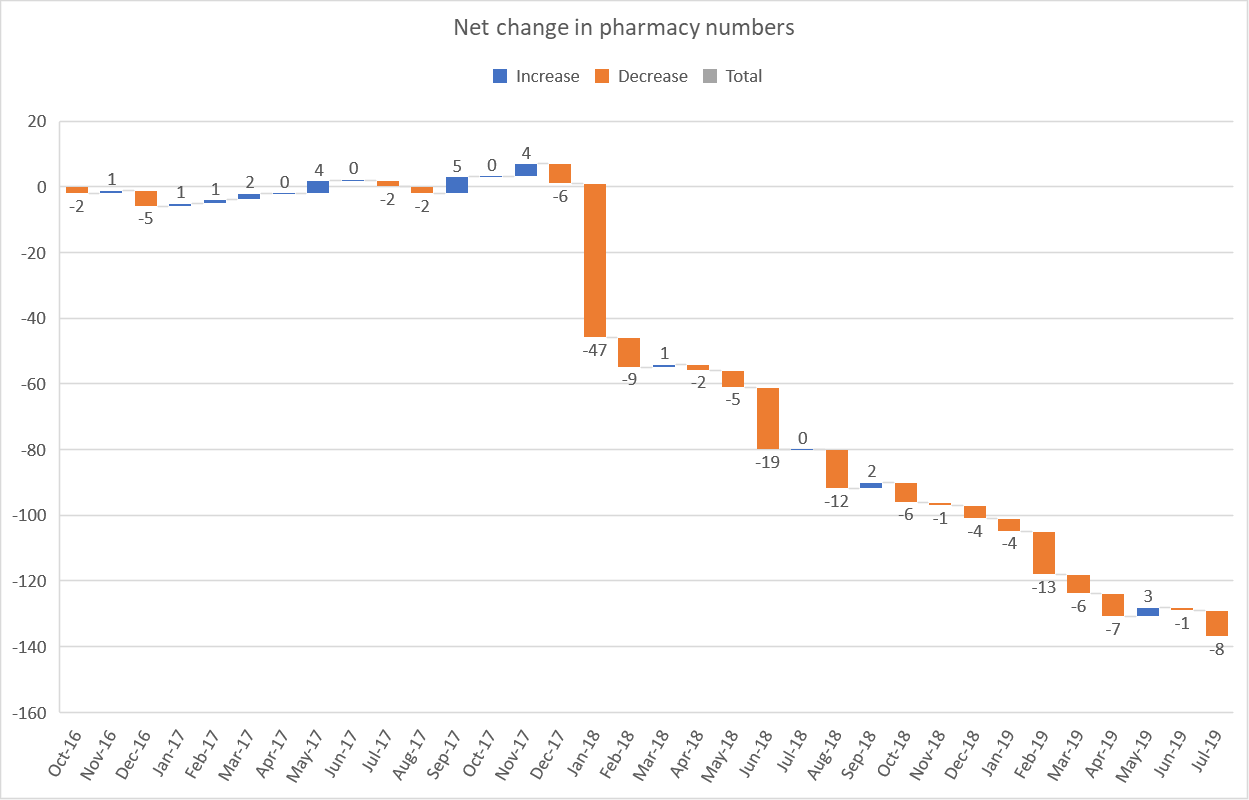 Net change in pharmacy numbers
Increase Decrease Total
20
0
-20
-40
-60
-80
-100
-120
-140
-160
-2
1
-5
1
1
2
0
4
0
-2
-2
5
0
4
-6
-47
-9
1
-2
-5
-19
0
-12
2
-6
-1
-4
-4
-13
-6
-7
3
-1
-8
Oct-16
Nov-16
Dec-16
Jan-17
Feb-17
Mar-17
Apr-17
May-17
Jun-17
Jul-17
Aug-17
Sep-17
Oct-17
Nov-17
Dec-17
Jan-18
Feb-18
Mar-18
Apr-18
May-18
Jun-18
Jul-18
Aug-18
Sep-18
Oct-18
Nov-18
Dec-18
Jan-19
Feb-19
Mar-19
Apr-19
May-19
Jun-19
Jul-19